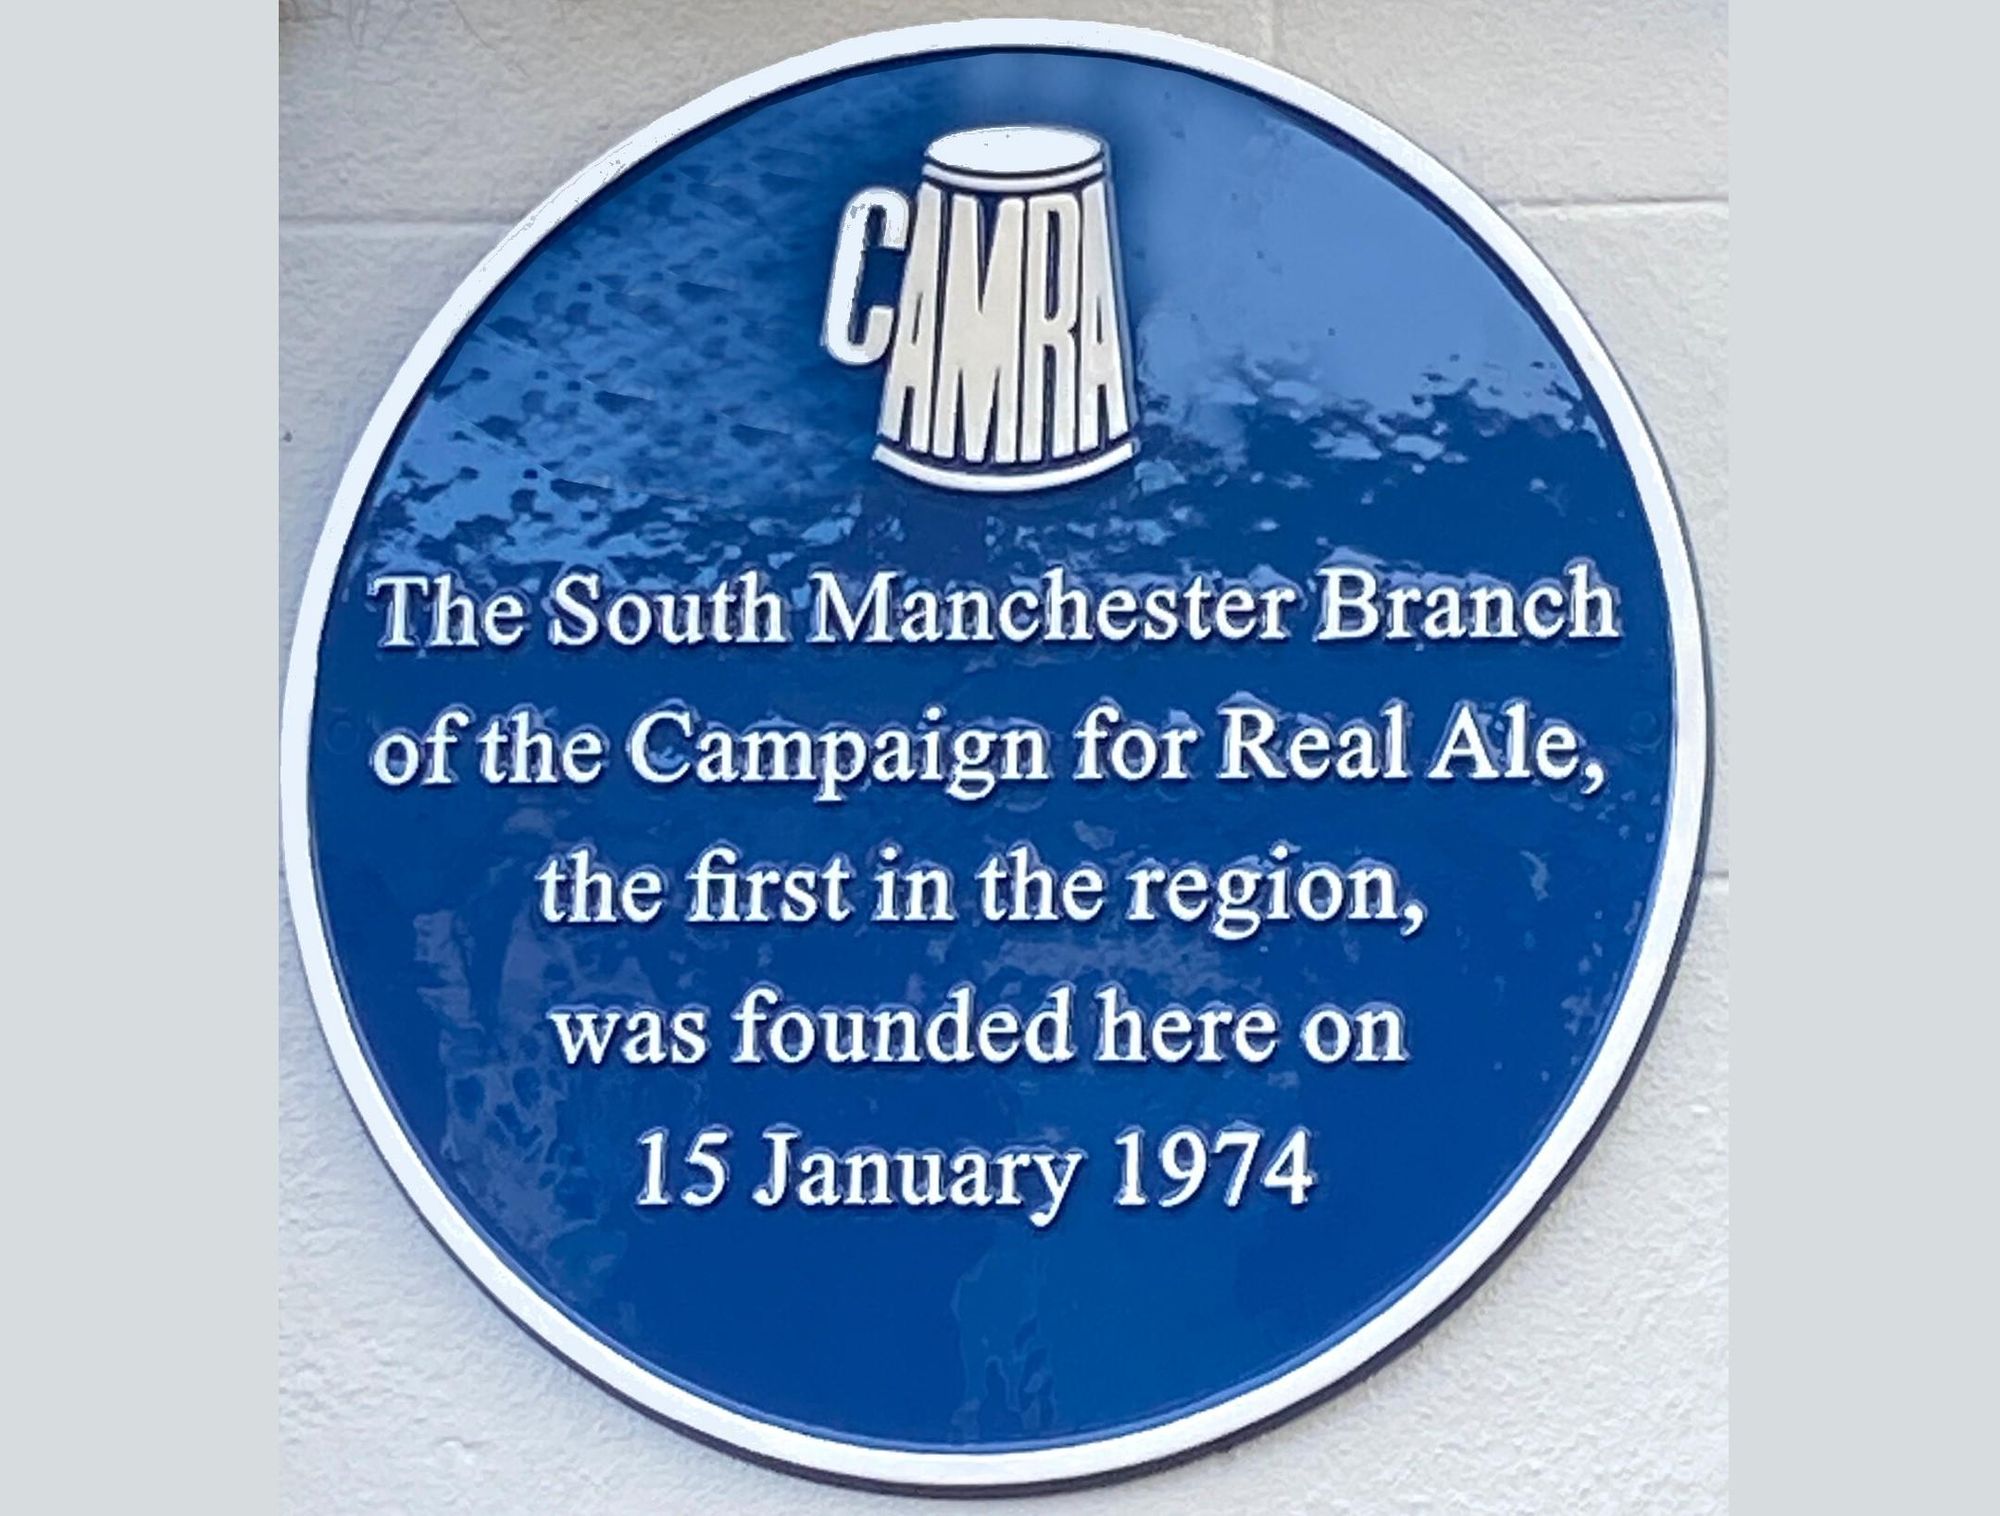 CAMRA
The South Manchester Branch
of the Campaign for Real Ale,
the first in the region,
was founded here on
15 January 1974